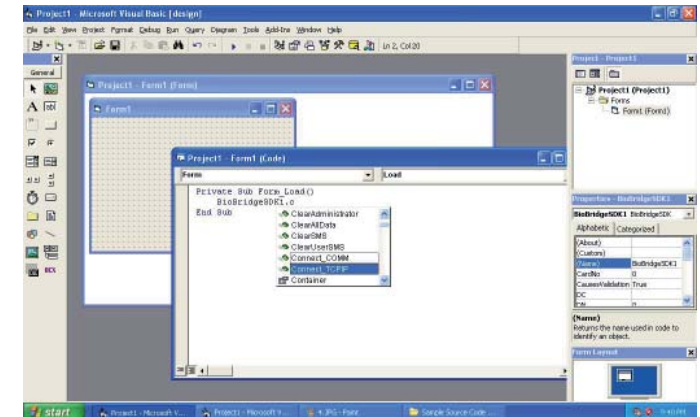 Project1 - Microsoft Visual Basic [design]
File Edit View Project Format Debug Run Query Diagram Tools Add-Ins Window Help
Ln 2, Col 20
General
Project1 - Form1 (Form)
Form1
Project1 - Form1 (Code)
Form Load
Private Sub Form_Load()
BioBridgeSDK1.c
End Sub
ClearAdministrator
ClearAllData
ClearSMS
ClearUserSMS
Connect_COMM
Connect_TCPIP
Container
Project - Project1
Project1 (Project1)
Forms
Form1 (Form1)
Properties - BioBridgeSDK1
BioBridgeSDK1 BioBridgeSDK
Alphabetic Categorized
(About)
(Custom)
(Name) BioBridgeSDK1
CardNo 0
CausesValidation True
(Name)
Returns the name used in code to
identify an object.
Form Layout
start
Project1 - Microsoft V...
Project1 - Microsoft V...
4.JPG - Paint
Sample Source Code ...
9:40 AM